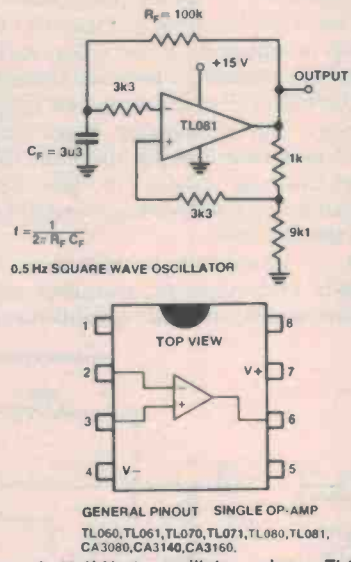 R_F = 100k
+15 V
OUTPUT
3k3
−
TL081
C_F = 3u3
+
1k
3k3
9k1
f = 1 / 2π R_F C_F
0.5 Hz SQUARE WAVE OSCILLATOR
1
8
TOP VIEW
2
−
V+
7
3
+
6
4
V−
5
GENERAL PINOUT SINGLE OP-AMP
TL060,TL061,TL070,TL071,TL080,TL081,
CA3080,CA3140,CA3160.